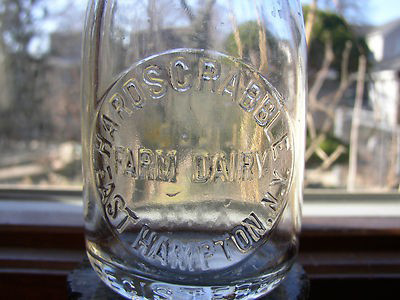 HARDSCRABBLE
FARM DAIRY
EAST HAMPTON. N.Y.